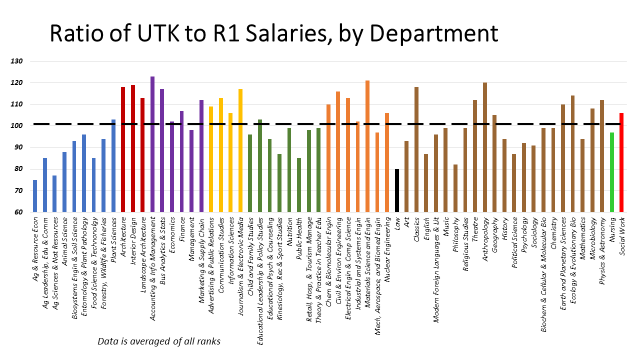 Ratio of UTK to R1 Salaries, by Department
130
120
110
100
90
80
70
60
Ag & Resource Econ
Ag Leadership, Edu & Comm
Ag Sciences & Nat Resources
Animal Science
Biosystems Engin & Soil Science
Entomology & Plant Pathology
Food Science & Technology
Forestry, Wildlife & Fisheries
Plant Sciences
Architecture
Interior Design
Landscape Architecture
Accounting & Info Management
Bus Analytics & Stats
Economics
Finance
Management
Marketing & Supply Chain
Advertising & Public Relations
Communication Studies
Information Sciences
Journalism & Electronic Media
Child and Family Studies
Educational Leadership & Policy Studies
Educational Psych & Counseling
Kinesiology, Rec & Sport Studies
Nutrition
Public Health
Retail, Hosp, & Tourism Manage
Theory & Practice in Teacher Edu
Chem & Biomolecular Engin
Civil & Environ Engineering
Electrical Engin & Comp Science
Industrial and Systems Engin
Materials Science and Engin
Mech, Aerospace, and Biomed Engin
Nuclear Engineering
Law
Art
Classics
English
Modern Foreign Languages & Lit
Music
Philosophy
Religious Studies
Theatre
Anthropology
Geography
History
Political Science
Psychology
Sociology
Biochem & Cellular & Molecular Bio
Chemistry
Earth and Planetary Sciences
Ecology & Evolutionary Bio
Mathematics
Microbiology
Physics & Astronomy
Nursing
Social Work
Data is averaged of all ranks